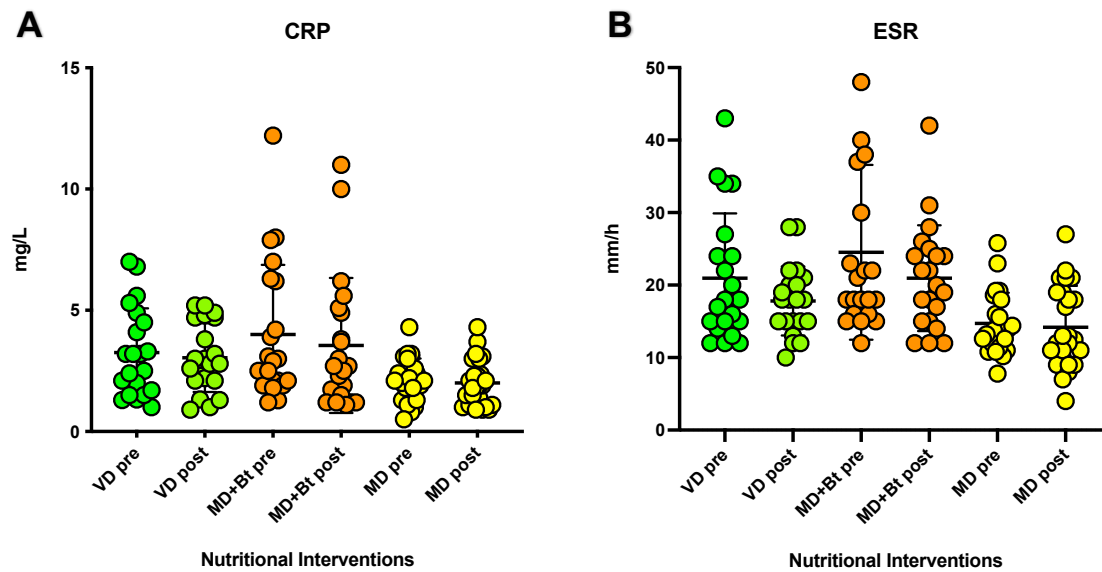 A
CRP
mg/L
15
10
5
0
VD pre
VD post
MD+Bt pre
MD+Bt post
MD pre
MD post
Nutritional Interventions
B
ESR
mm/h
50
40
30
20
10
0
VD pre
VD post
MD+Bt pre
MD+Bt post
MD pre
MD post
Nutritional Interventions